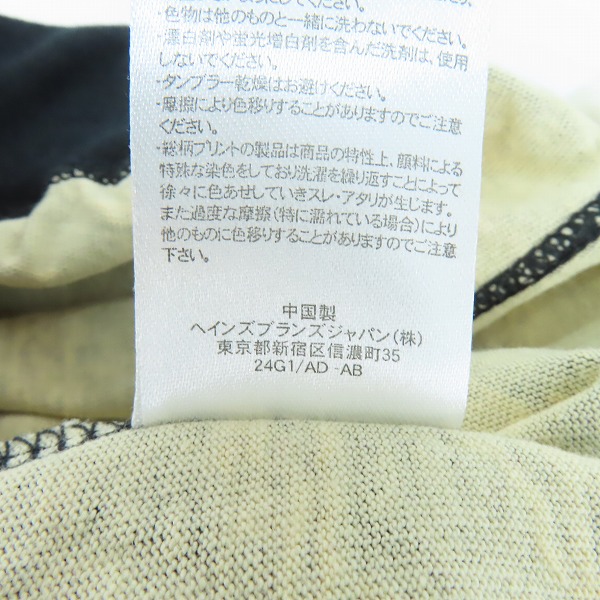 ・色物は他のものと一緒に洗わないでください。
・漂白剤や蛍光増白剤を含んだ洗剤は、使用
しないでください。
・タンブラー乾燥はお避けください。
・摩擦により色移りすることがありますのでご注意
ください。
・総柄プリントの製品は商品の特性上、顔料による
特殊な染色をしており洗濯を繰り返すことによって
徐々に色あせしていきスレ・アタリが生じます。
また過度な摩擦(特に濡れている場合)により
他のものに色移りすることがありますのでご注意
下さい。
中国製
ヘインズブランズジャパン(株)
東京都新宿区信濃町35
24G1/AD -AB